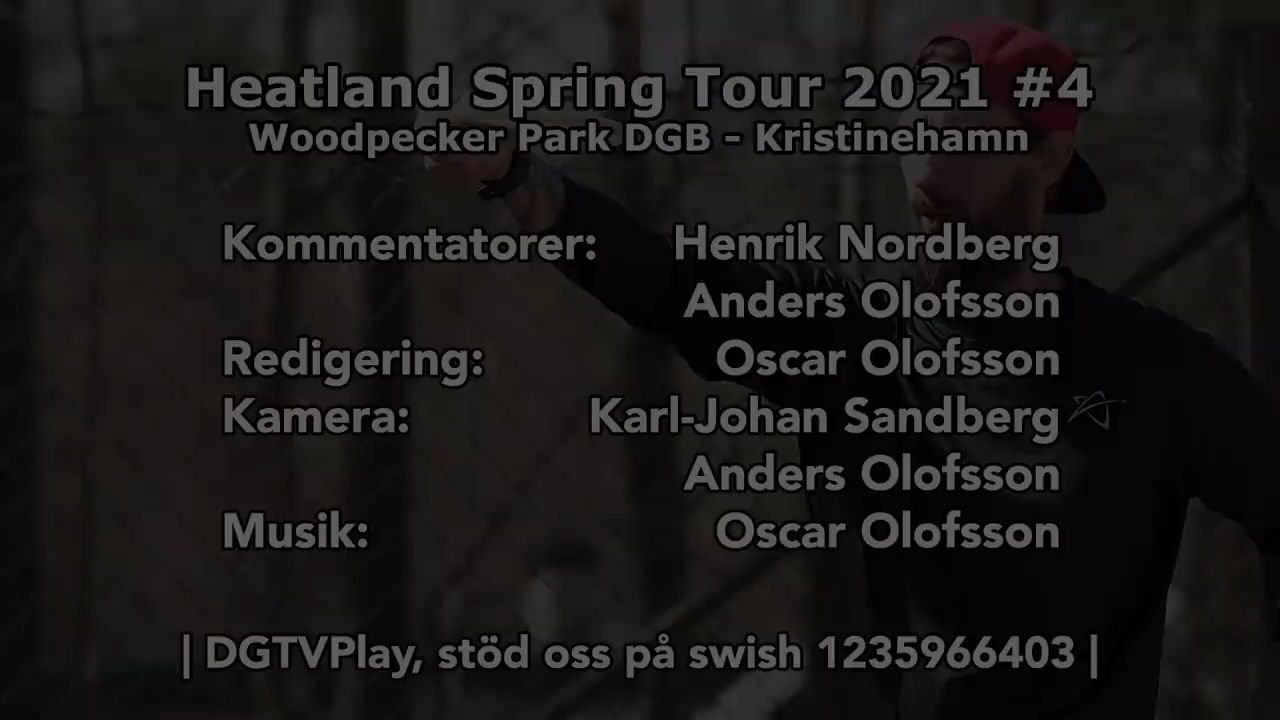 Heatland Spring Tour 2021 #4
Woodpecker Park DGB - Kristinehamn
Kommentatorer: Henrik Nordberg
Anders Olofsson
Redigering: Oscar Olofsson
Kamera: Karl-Johan Sandberg
Anders Olofsson
Musik: Oscar Olofsson
| DGTVPlay, stöd oss på swish 1235966403 |